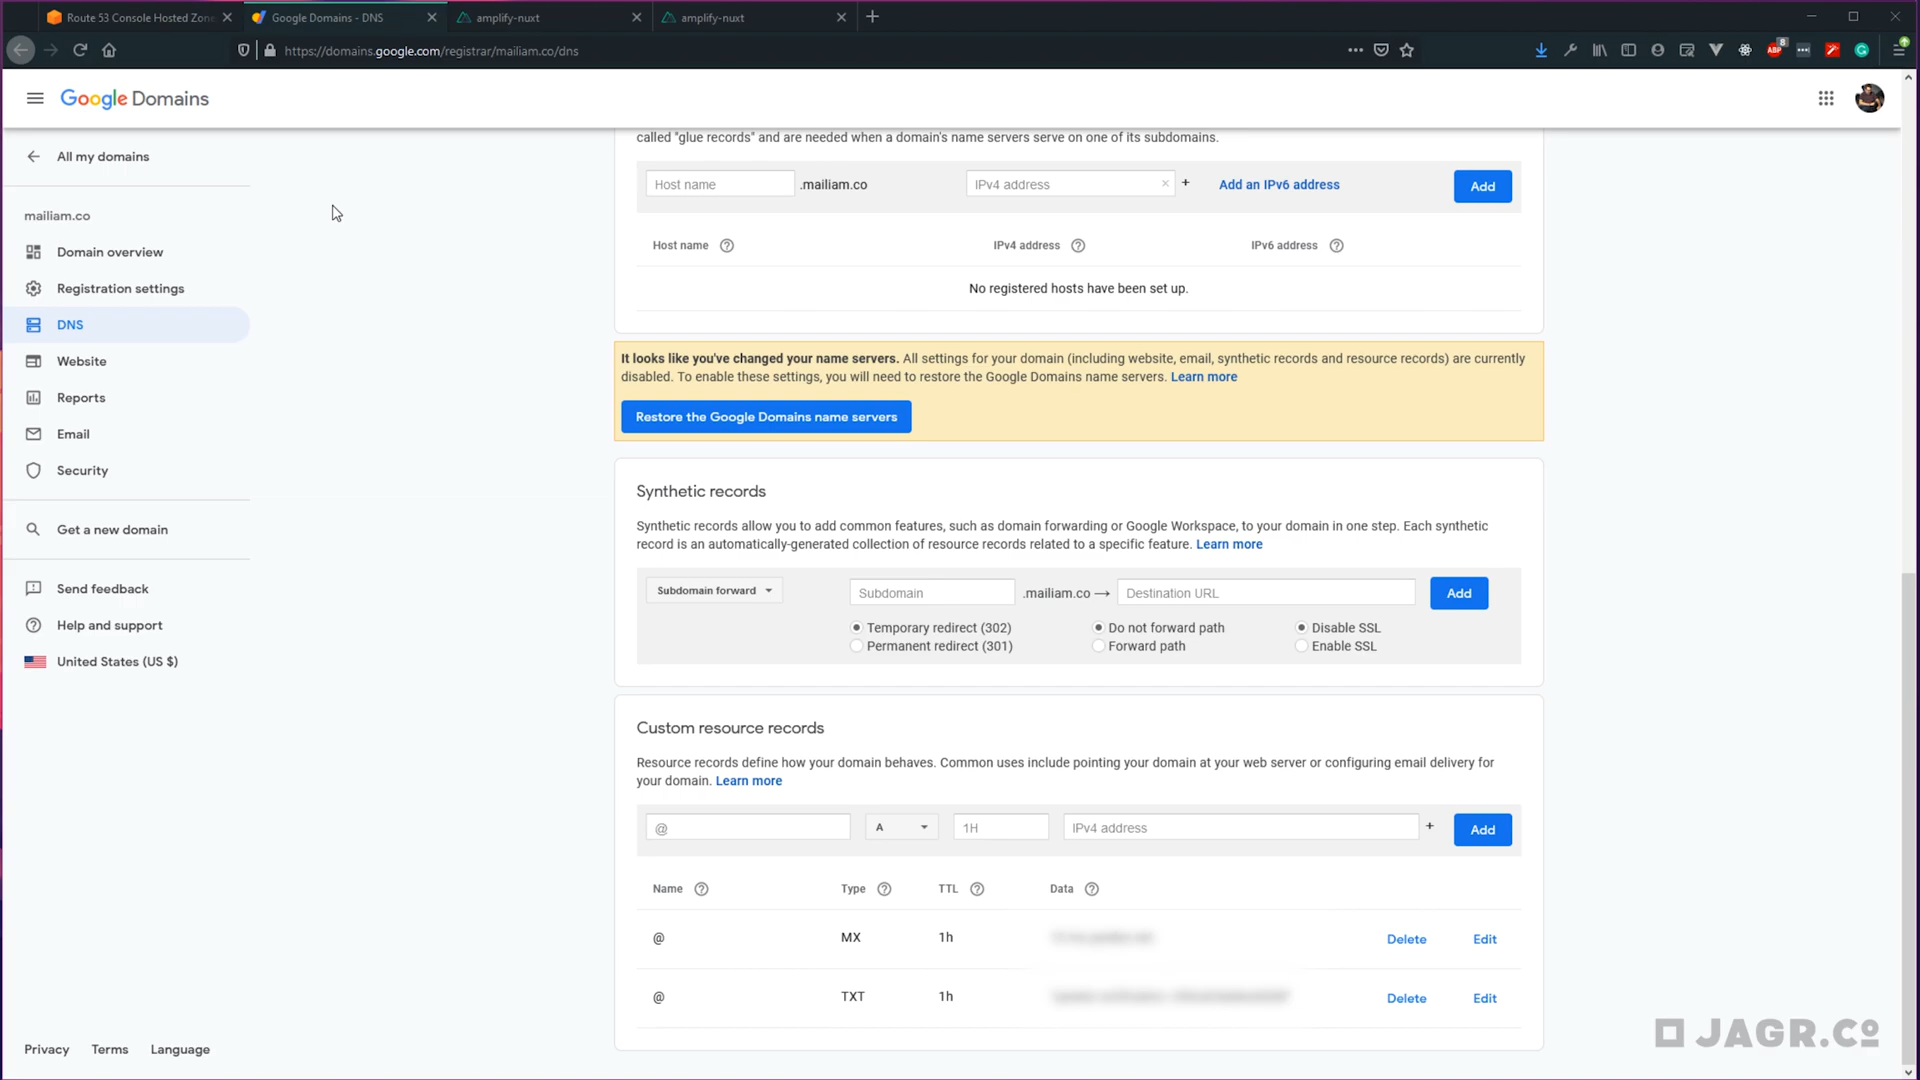 Route 53 Console Hosted Zone
Google Domains - DNS
amplify-nuxt
amplify-nuxt
https://domains.google.com/registrar/mailiam.co/dns
8
ABP
Google Domains
All my domains
mailiam.co
Domain overview
Registration settings
DNS
Website
Reports
Email
Security
Get a new domain
Send feedback
Help and support
United States (US $)
Privacy Terms Language
called "glue records" and are needed when a domain's name servers serve on one of its subdomains.
Host name .mailiam.co IPv4 address × + Add an IPv6 address Add
Host name ? IPv4 address ? IPv6 address ?
No registered hosts have been set up.
It looks like you've changed your name servers. All settings for your domain (including website, email, synthetic records and resource records) are currently
disabled. To enable these settings, you will need to restore the Google Domains name servers. Learn more
Restore the Google Domains name servers
Synthetic records
Synthetic records allow you to add common features, such as domain forwarding or Google Workspace, to your domain in one step. Each synthetic
record is an automatically-generated collection of resource records related to a specific feature. Learn more
Subdomain forward Subdomain .mailiam.co → Destination URL Add
Temporary redirect (302) Do not forward path Disable SSL
Permanent redirect (301) Forward path Enable SSL
Custom resource records
Resource records define how your domain behaves. Common uses include pointing your domain at your web server or configuring email delivery for
your domain. Learn more
@ A 1H IPv4 address + Add
Name ? Type ? TTL ? Data ?
@ MX 1h Delete Edit
@ TXT 1h Delete Edit
JAGR.Co